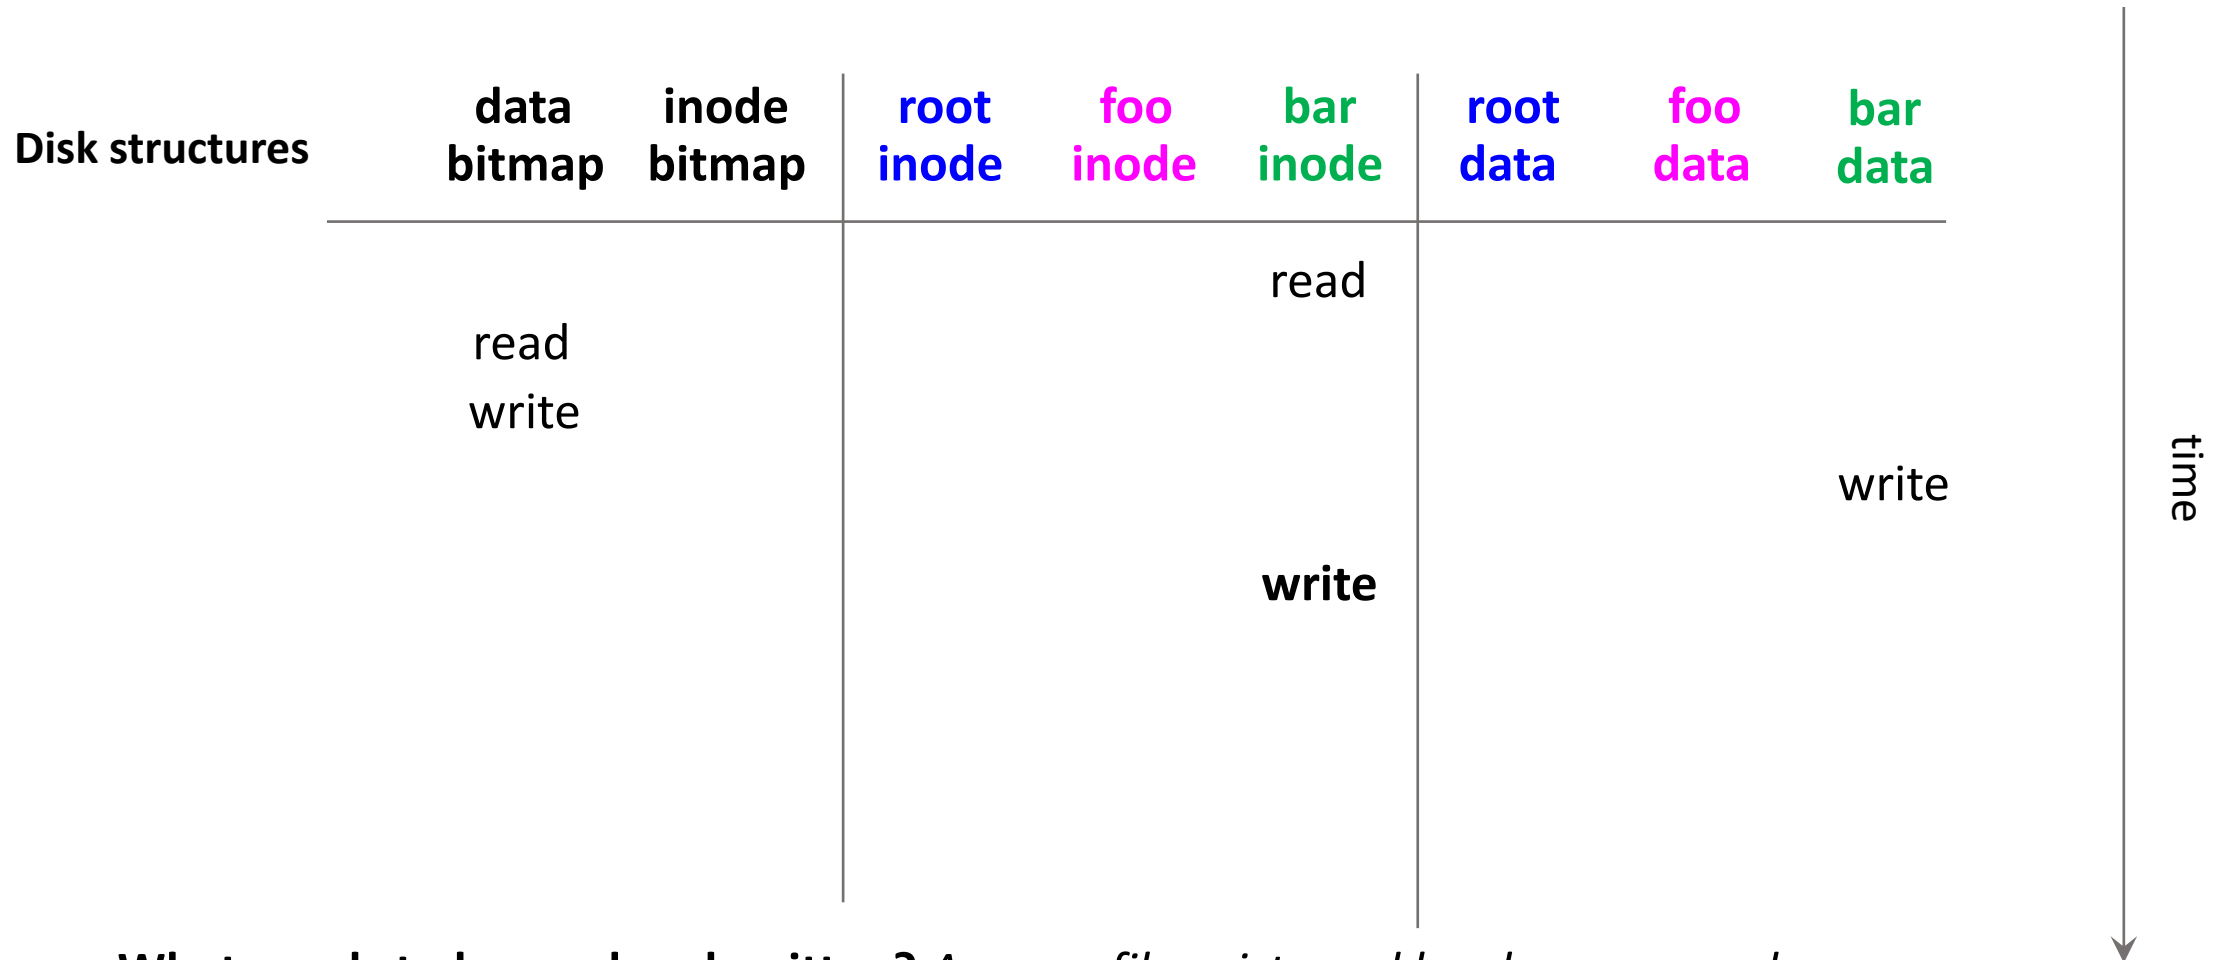 data inode root foo bar root foo bar
Disk structures
bitmap bitmap inode inode inode data data data
read
read
write
write
write
time